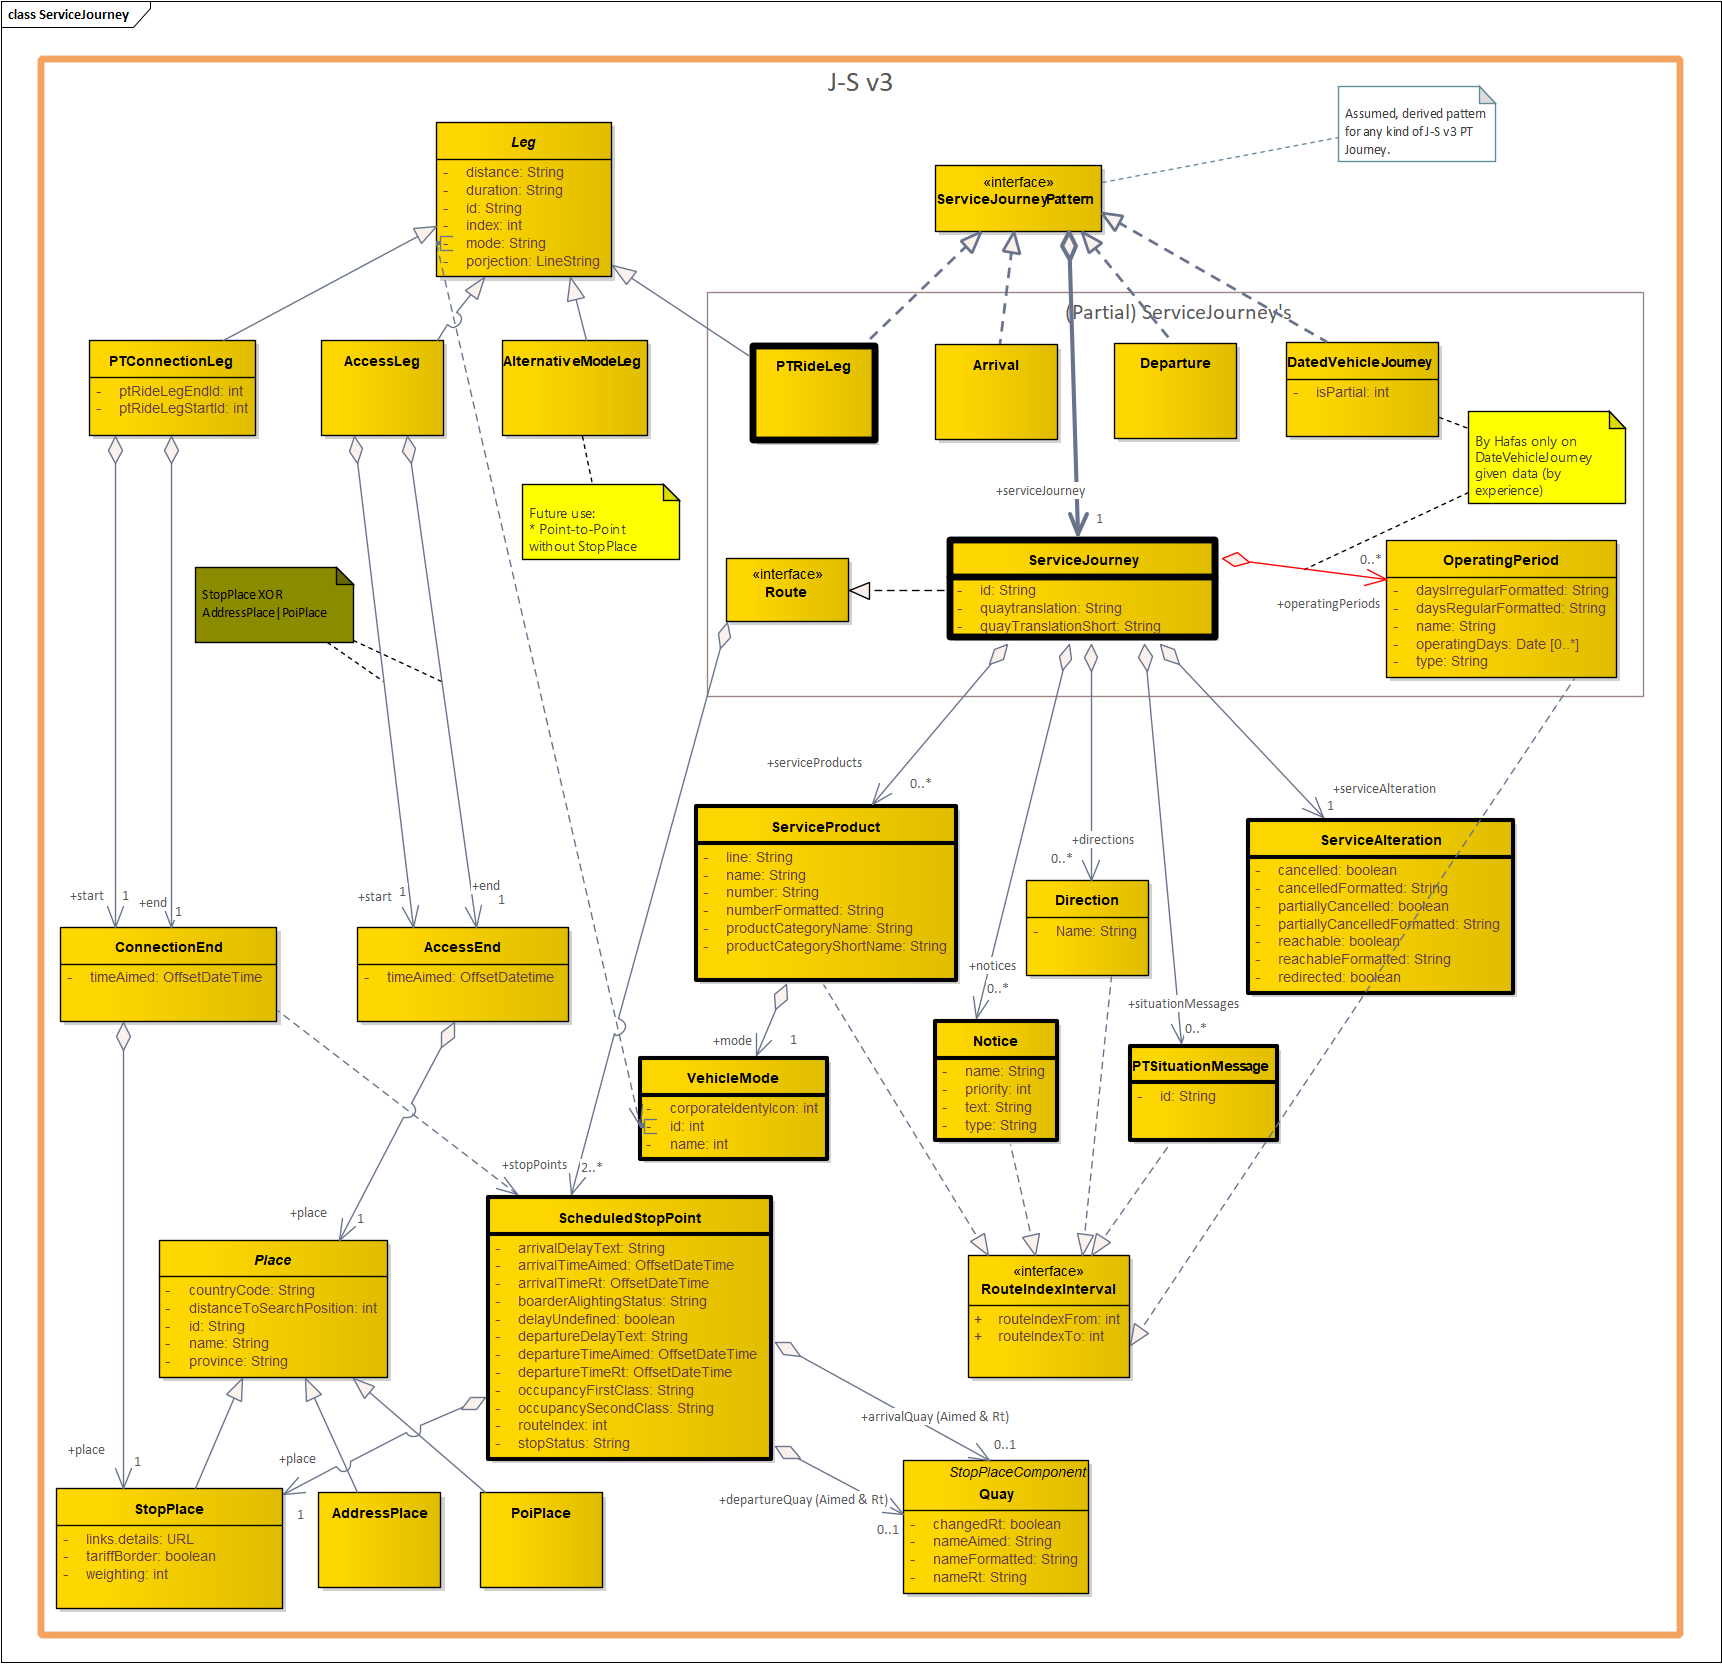 class ServiceJourney
J-S v3
Assumed, derived pattern
for any kind of J-S v3 PT
Journey.
Leg
- distance: String
- duration: String
- id: String
- index: int
- mode: String
- porjection: LineString
«interface»
ServiceJourneyPattern
(Partial) ServiceJourney's
PTConnectionLeg
- ptRideLegEndId: int
- ptRideLegStartId: int
AccessLeg
AlternativeModeLeg
PTRideLeg
Arrival
Departure
DatedVehicleJourney
- isPartial: int
By Hafas only on
DateVehicleJourney
given data (by
experience)
Future use:
* Point-to-Point
without StopPlace
+serviceJourney
1
StopPlace XOR
AddressPlace|PoiPlace
«interface»
Route
ServiceJourney
- id: String
- quaytranslation: String
- quayTranslationShort: String
0..*
+operatingPeriods
OperatingPeriod
- daysIrregularFormatted: String
- daysRegularFormatted: String
- name: String
- operatingDays: Date [0..*]
- type: String
+serviceProducts
0..*
+serviceAlteration
1
+directions
0..*
ServiceProduct
- line: String
- name: String
- number: String
- numberFormatted: String
- productCategoryName: String
- productCategoryShortName: String
Direction
- Name: String
ServiceAlteration
- cancelled: boolean
- cancelledFormatted: String
- partiallyCancelled: boolean
- partiallyCancelledFormatted: String
- reachable: boolean
- reachableFormatted: String
- redirected: boolean
+start
1
+end
1
+start
1
+end
1
ConnectionEnd
- timeAimed: OffsetDateTime
AccessEnd
- timeAimed: OffsetDatetime
+notices
0..*
+situationMessages
0..*
+mode
1
VehicleMode
- corporateIdentyIcon: int
- id: int
- name: int
Notice
- name: String
- priority: int
- text: String
- type: String
PTSituationMessage
- id: String
+stopPoints
2..*
+place
1
Place
- countryCode: String
- distanceToSearchPosition: int
- id: String
- name: String
- province: String
ScheduledStopPoint
- arrivalDelayText: String
- arrivalTimeAimed: OffsetDateTime
- arrivalTimeRt: OffsetDateTime
- boarderAlightingStatus: String
- delayUndefined: boolean
- departureDelayText: String
- departureTimeAimed: OffsetDateTime
- departureTimeRt: OffsetDateTime
- occupancyFirstClass: String
- occupancySecondClass: String
- routeIndex: int
- stopStatus: String
«interface»
RouteIndexInterval
+ routeIndexFrom: int
+ routeIndexTo: int
+arrivalQuay (Aimed & Rt)
0..1
+departureQuay (Aimed & Rt)
0..1
+place
1
+place
1
StopPlace
- links.details: URL
- tariffBorder: boolean
- weighting: int
AddressPlace
PoiPlace
StopPlaceComponent
Quay
- changedRt: boolean
- nameAimed: String
- nameFormatted: String
- nameRt: String